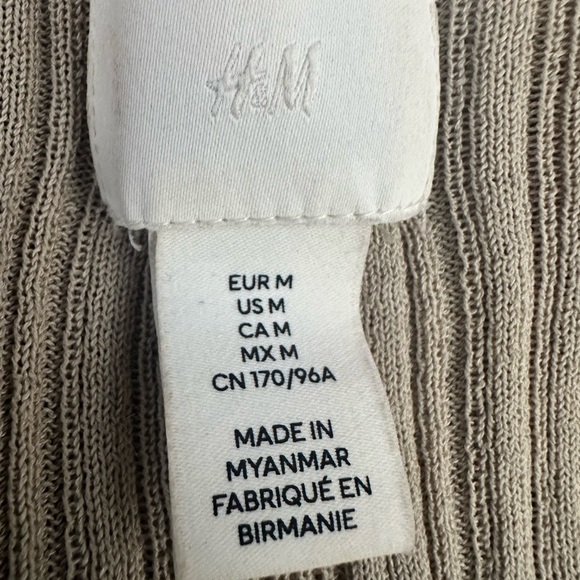 H&M
EUR M
US M
CA M
MX M
CN 170/96A
MADE IN
MYANMAR
FABRIQUÉ EN
BIRMANIE